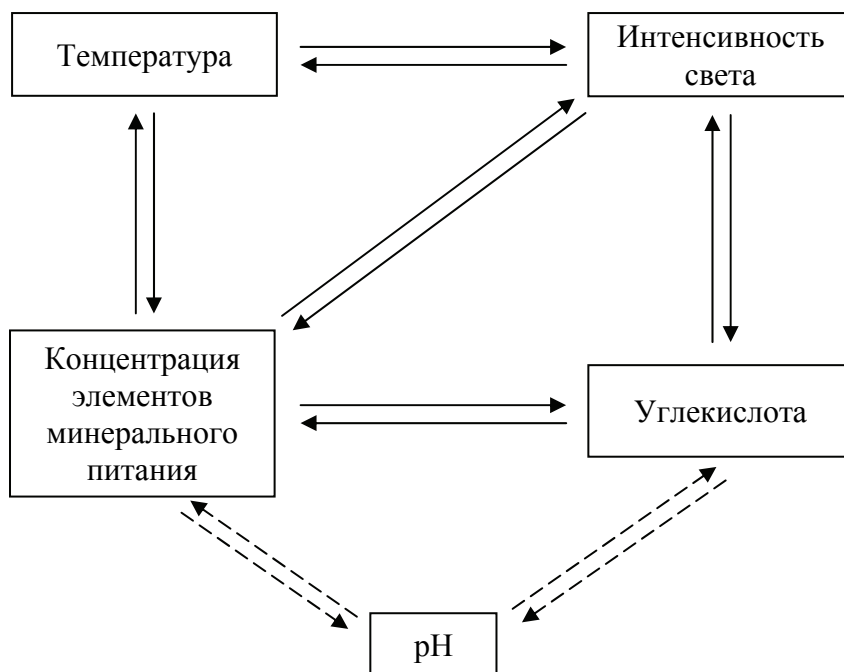 Температура
Интенсивность
света
Концентрация
элементов
минерального
питания
Углекислота
pH